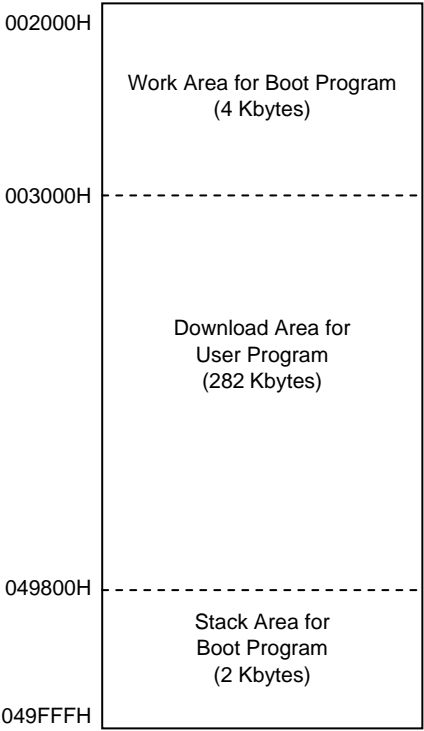 002000H
Work Area for Boot Program
(4 Kbytes)
003000H
Download Area for
User Program
(282 Kbytes)
049800H
Stack Area for
Boot Program
(2 Kbytes)
049FFFH